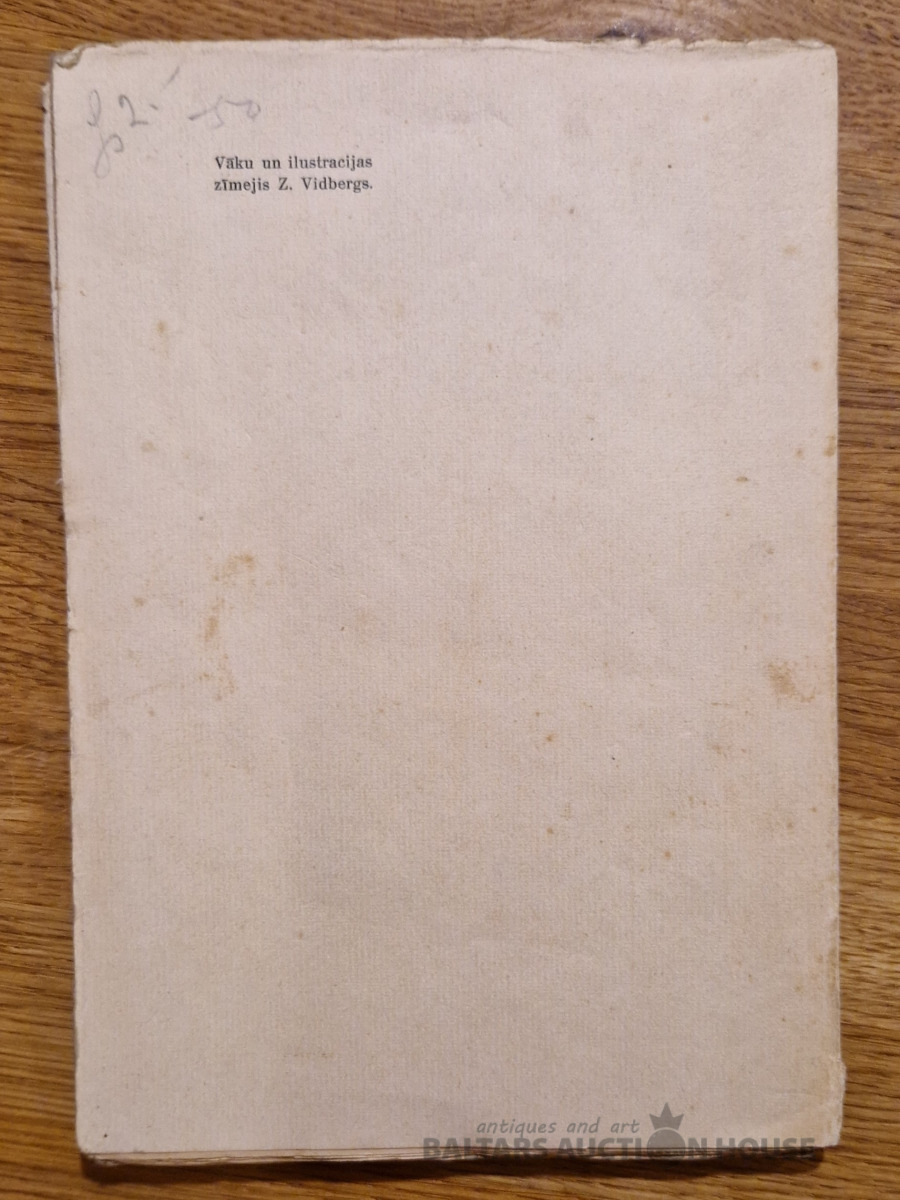 Vāku un ilustracijas
zīmejis Z. Vidbergs.
antiques and art
BALTARS AUCTION HOUSE